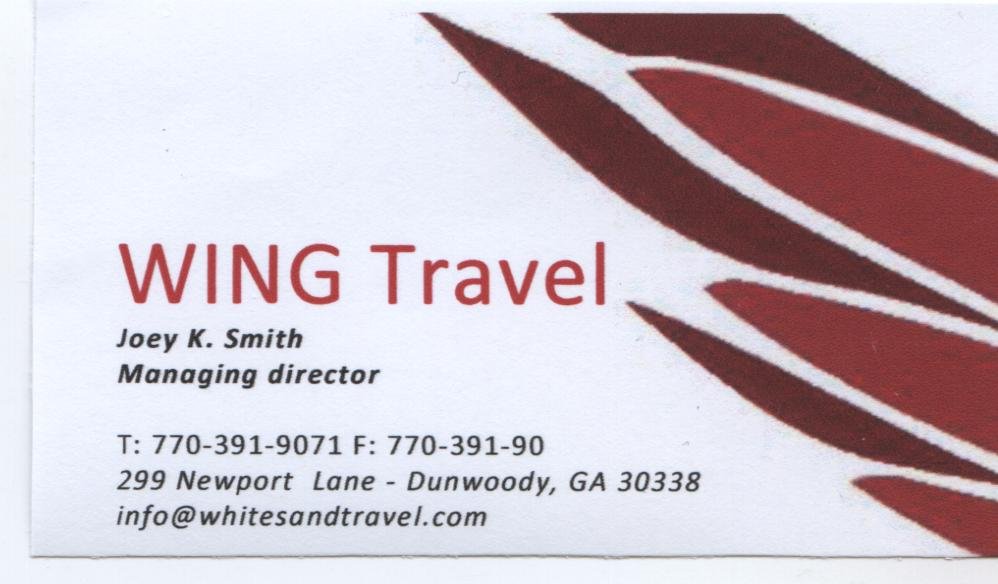 WING Travel
Joey K. Smith
Managing director
T: 770-391-9071 F: 770-391-90
299 Newport Lane - Dunwoody, GA 30338
info@whitesandtravel.com